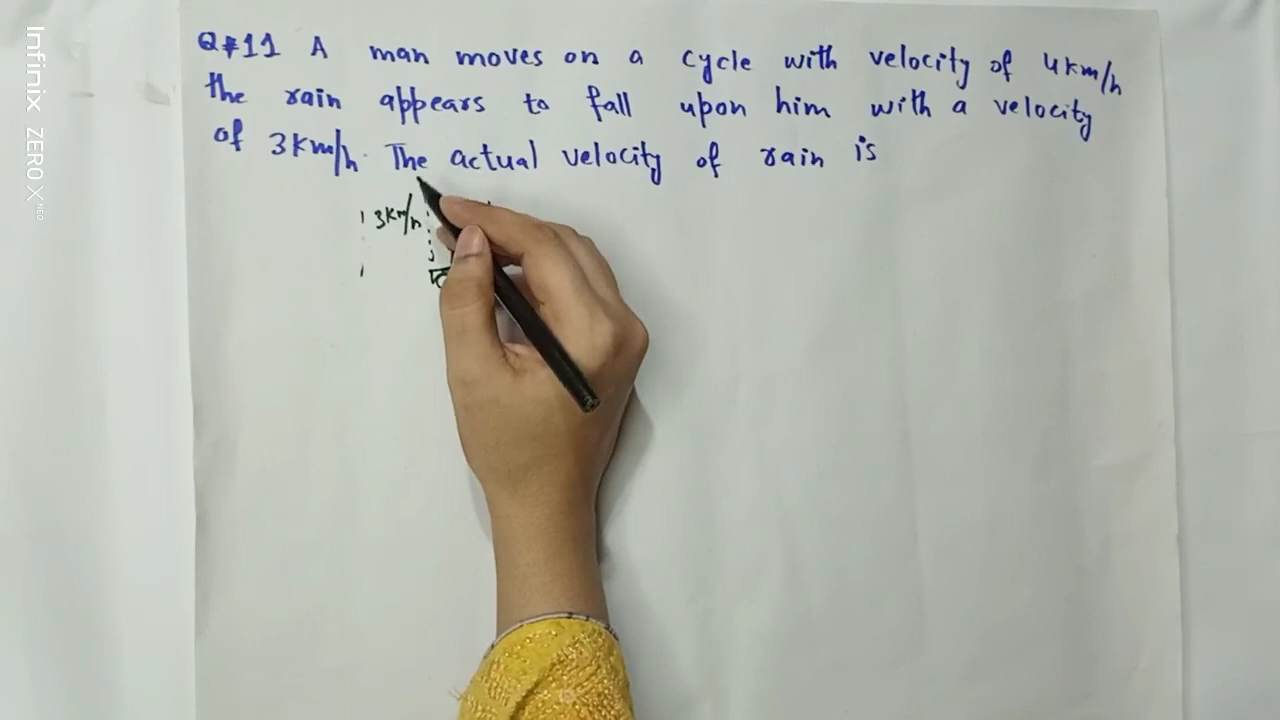 Q#11 A man moves on a cycle with velocity of 4km/h
the rain appears to fall upon him with a velocity
of 3km/h. The actual velocity of rain is
3km/h
Infinix ZERO X NEO